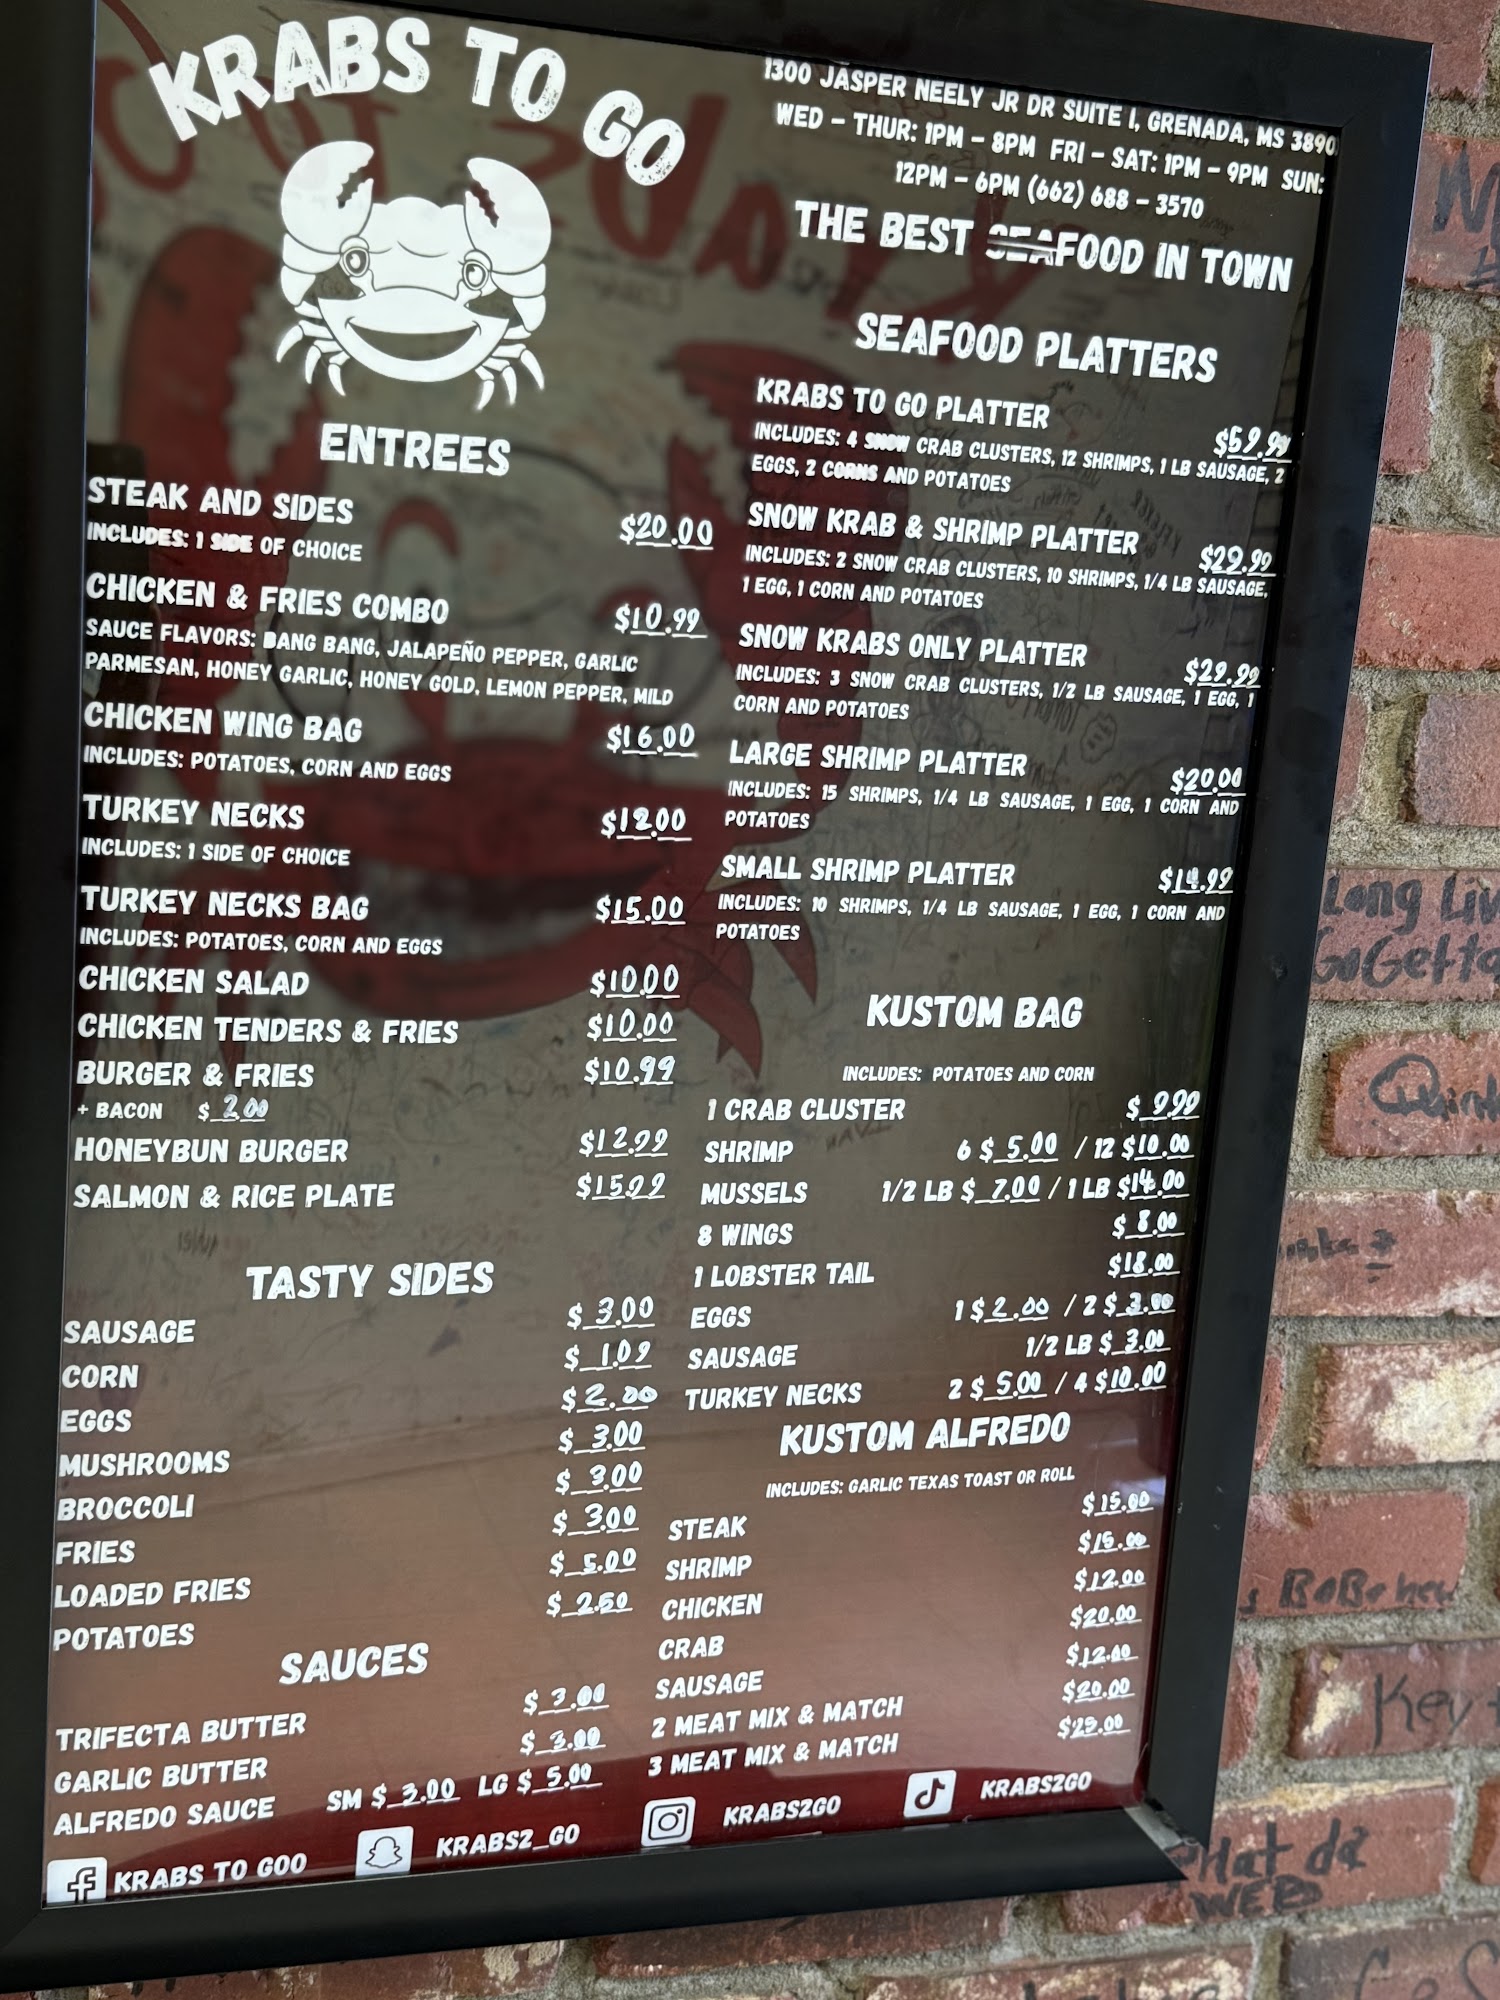 KRABS TO GO
1300 JASPER NEELY JR DR SUITE I, GRENADA, MS 3890
WED - THUR: 1PM - 8PM FRI - SAT: 1PM - 9PM SUN:
12PM - 6PM (662) 688 - 3570
THE BEST SEAFOOD IN TOWN
ENTREES
STEAK AND SIDES $20.00
INCLUDES: 1 SIDE OF CHOICE
CHICKEN & FRIES COMBO $10.99
SAUCE FLAVORS: BANG BANG, JALAPEÑO PEPPER, GARLIC
PARMESAN, HONEY GARLIC, HONEY GOLD, LEMON PEPPER, MILD
CHICKEN WING BAG $16.00
INCLUDES: POTATOES, CORN AND EGGS
TURKEY NECKS $12.00
INCLUDES: 1 SIDE OF CHOICE
TURKEY NECKS BAG $15.00
INCLUDES: POTATOES, CORN AND EGGS
CHICKEN SALAD $10.00
CHICKEN TENDERS & FRIES $10.00
BURGER & FRIES $10.99
+ BACON $ 2.00
HONEYBUN BURGER $12.99
SALMON & RICE PLATE $15.99
TASTY SIDES
SAUSAGE $ 3.00
CORN $ 1.09
EGGS $ 2.00
MUSHROOMS $ 3.00
BROCCOLI $ 3.00
FRIES $ 3.00
LOADED FRIES $ 5.00
POTATOES $ 2.50
SAUCES
TRIFECTA BUTTER $ 3.00
GARLIC BUTTER $ 3.00
ALFREDO SAUCE SM $ 3.00 LG $ 5.00
SEAFOOD PLATTERS
KRABS TO GO PLATTER $59.99
INCLUDES: 4 SNOW CRAB CLUSTERS, 12 SHRIMPS, 1 LB SAUSAGE, 2
EGGS, 2 CORNS AND POTATOES
SNOW KRAB & SHRIMP PLATTER $29.99
INCLUDES: 2 SNOW CRAB CLUSTERS, 10 SHRIMPS, 1/4 LB SAUSAGE,
1 EGG, 1 CORN AND POTATOES
SNOW KRABS ONLY PLATTER $29.99
INCLUDES: 3 SNOW CRAB CLUSTERS, 1/2 LB SAUSAGE, 1 EGG, 1
CORN AND POTATOES
LARGE SHRIMP PLATTER $20.00
INCLUDES: 15 SHRIMPS, 1/4 LB SAUSAGE, 1 EGG, 1 CORN AND
POTATOES
SMALL SHRIMP PLATTER $14.99
INCLUDES: 10 SHRIMPS, 1/4 LB SAUSAGE, 1 EGG, 1 CORN AND
POTATOES
KUSTOM BAG
INCLUDES: POTATOES AND CORN
1 CRAB CLUSTER $ 9.99
SHRIMP 6 $ 5.00 / 12 $10.00
MUSSELS 1/2 LB $ 7.00 / 1 LB $14.00
8 WINGS $ 8.00
1 LOBSTER TAIL $18.00
EGGS 1 $ 2.00 / 2 $ 3.00
SAUSAGE 1/2 LB $ 3.00
TURKEY NECKS 2 $ 5.00 / 4 $10.00
KUSTOM ALFREDO
INCLUDES: GARLIC TEXAS TOAST OR ROLL
STEAK $15.00
SHRIMP $15.00
CHICKEN $12.00
CRAB $20.00
SAUSAGE $12.00
2 MEAT MIX & MATCH $20.00
3 MEAT MIX & MATCH $25.00
KRABS TO GOO
KRABS2_GO
KRABS2GO
KRABS2GO
Long Liv
GoGetta
BoBo
Key
Hat da
WEB